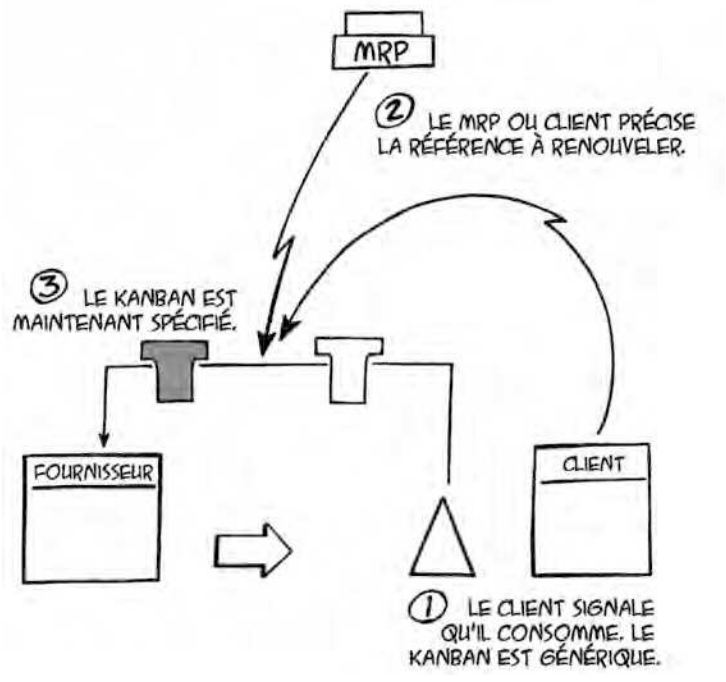 MRP
② LE MRP OU CLIENT PRÉCISE
LA RÉFÉRENCE À RENOUVELER.
③ LE KANBAN EST
MAINTENANT SPÉCIFIÉ.
FOURNISSEUR
CLIENT
① LE CLIENT SIGNALE
QU'IL CONSOMME. LE
KANBAN EST GÉNÉRIQUE.